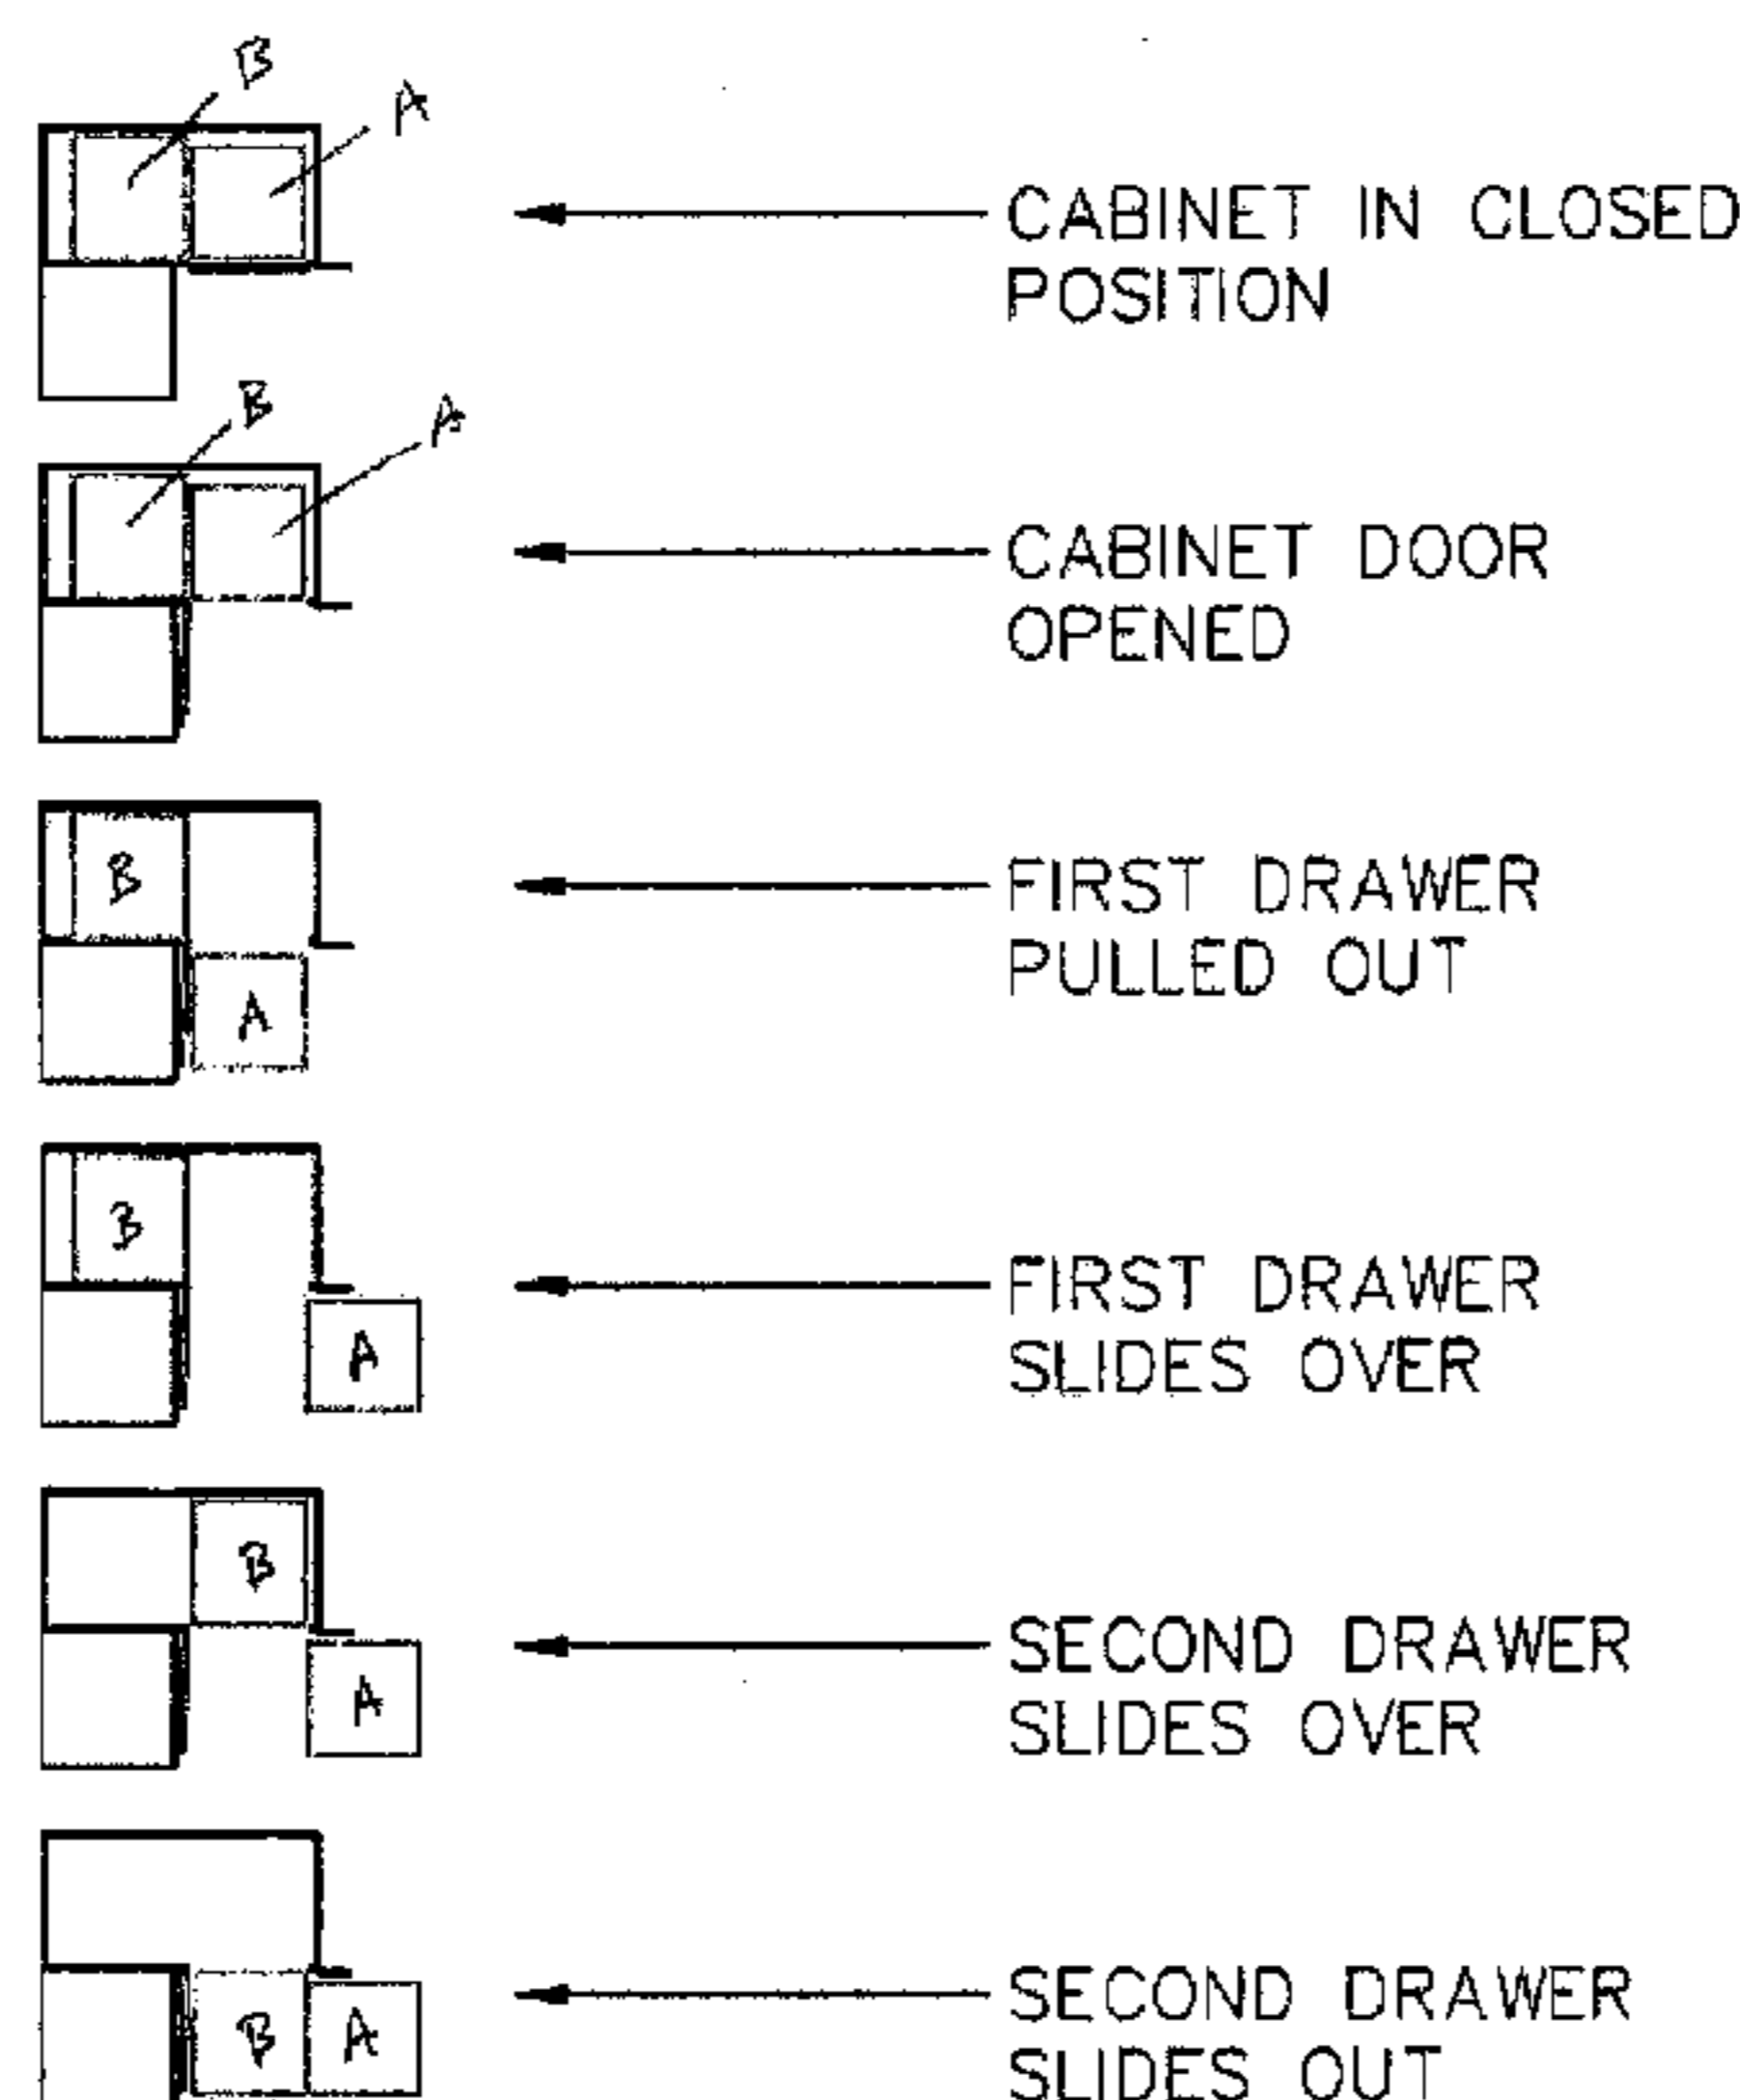 B
A
CABINET IN CLOSED
POSITION
B
A
CABINET DOOR
OPENED
B
FIRST DRAWER
PULLED OUT
A
B
FIRST DRAWER
SLIDES OVER
A
B
SECOND DRAWER
SLIDES OVER
A
SECOND DRAWER
B A
SLIDES OUT